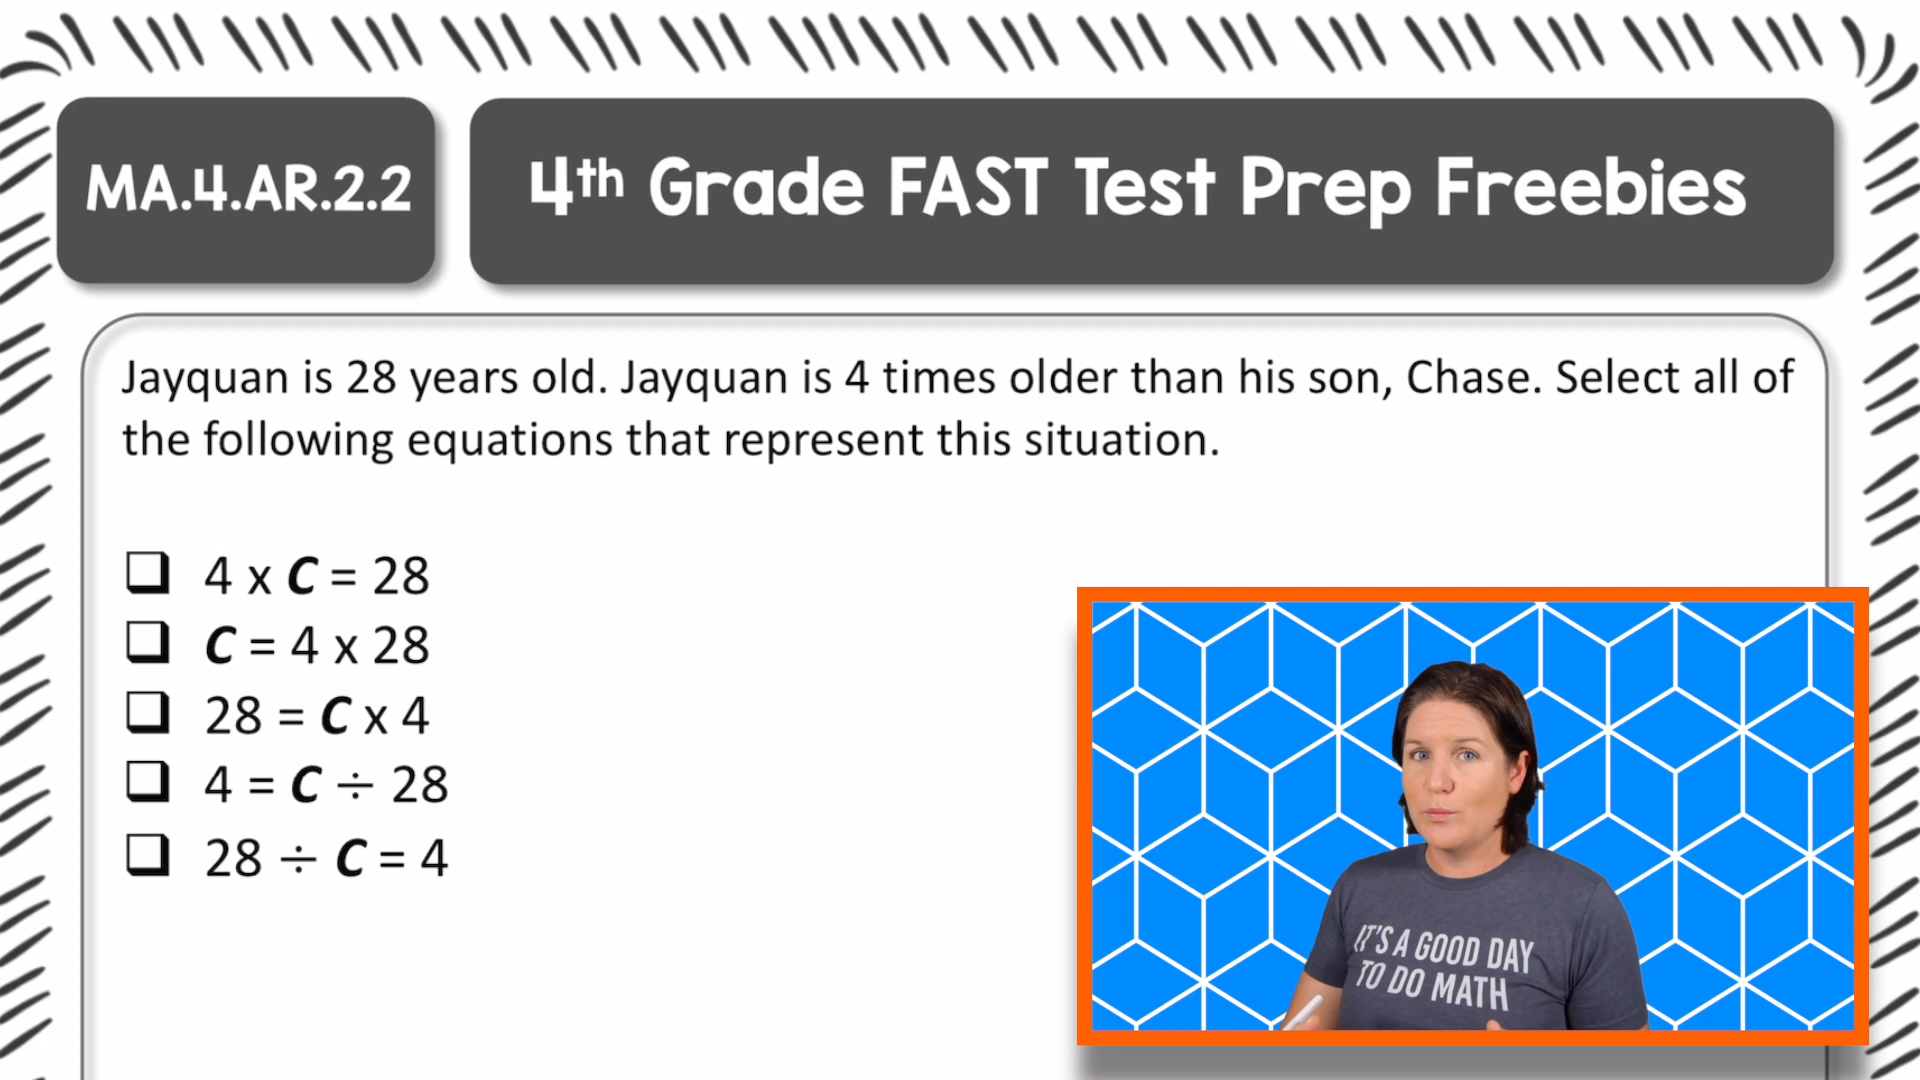 MA.4.AR.2.2
4th Grade FAST Test Prep Freebies
Jayquan is 28 years old. Jayquan is 4 times older than his son, Chase. Select all of
the following equations that represent this situation.
❑ 4 x C = 28
❑ C = 4 x 28
❑ 28 = C x 4
❑ 4 = C ÷ 28
❑ 28 ÷ C = 4
IT'S A GOOD DAY
TO DO MATH